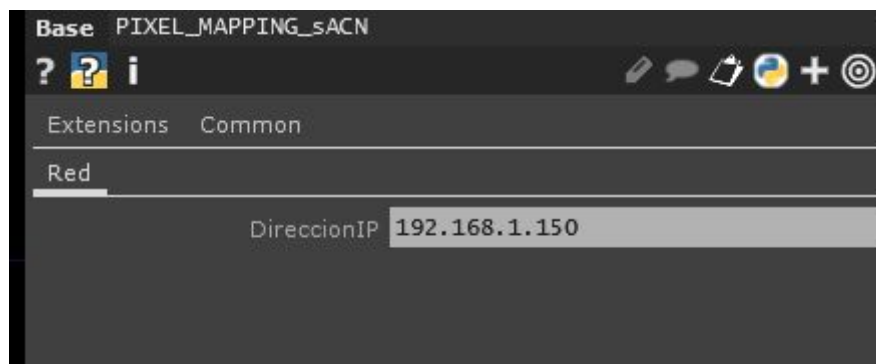 Base PIXEL_MAPPING_sACN
? ? i
Extensions Common
Red
DireccionIP 192.168.1.150